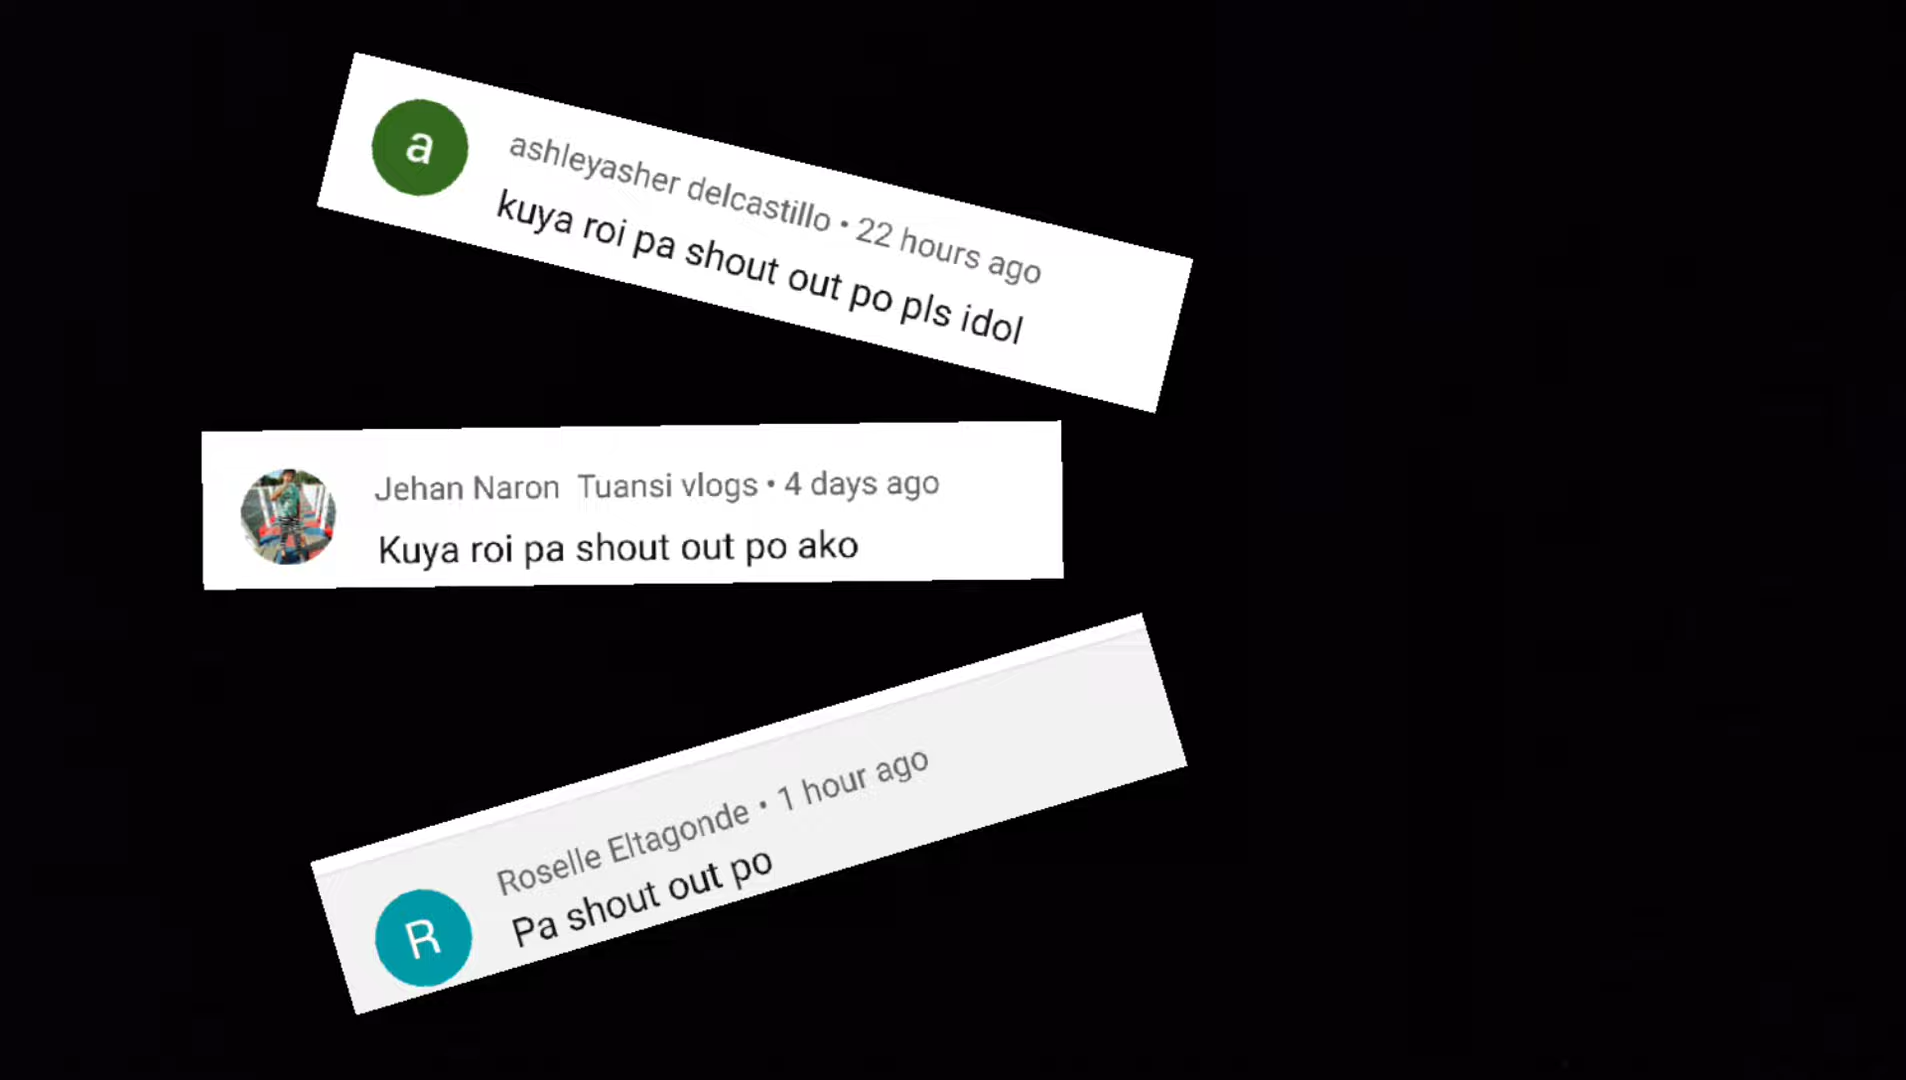 a
ashleyasher delcastillo • 22 hours ago
kuya roi pa shout out po pls idol
Jehan Naron Tuansi vlogs • 4 days ago
Kuya roi pa shout out po ako
Roselle Eltagonde • 1 hour ago
R
Pa shout out po